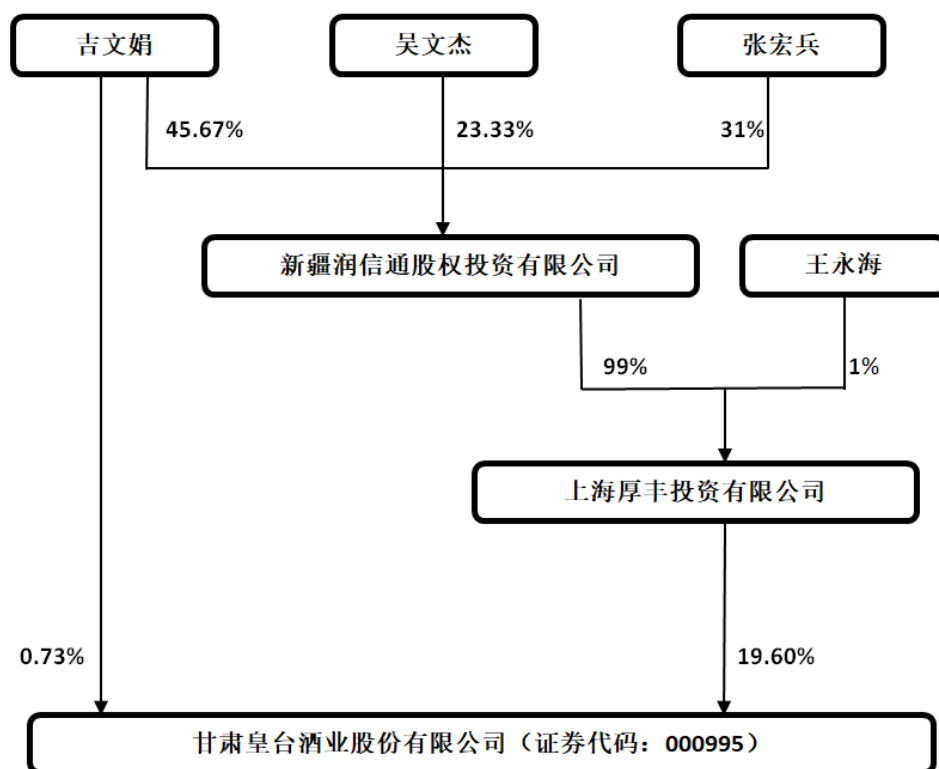 吉文娟
吴文杰
张宏兵
45.67%
23.33%
31%
新疆润信通股权投资有限公司
王永海
99%
1%
上海厚丰投资有限公司
0.73%
19.60%
甘肃皇台酒业股份有限公司（证券代码：000995）